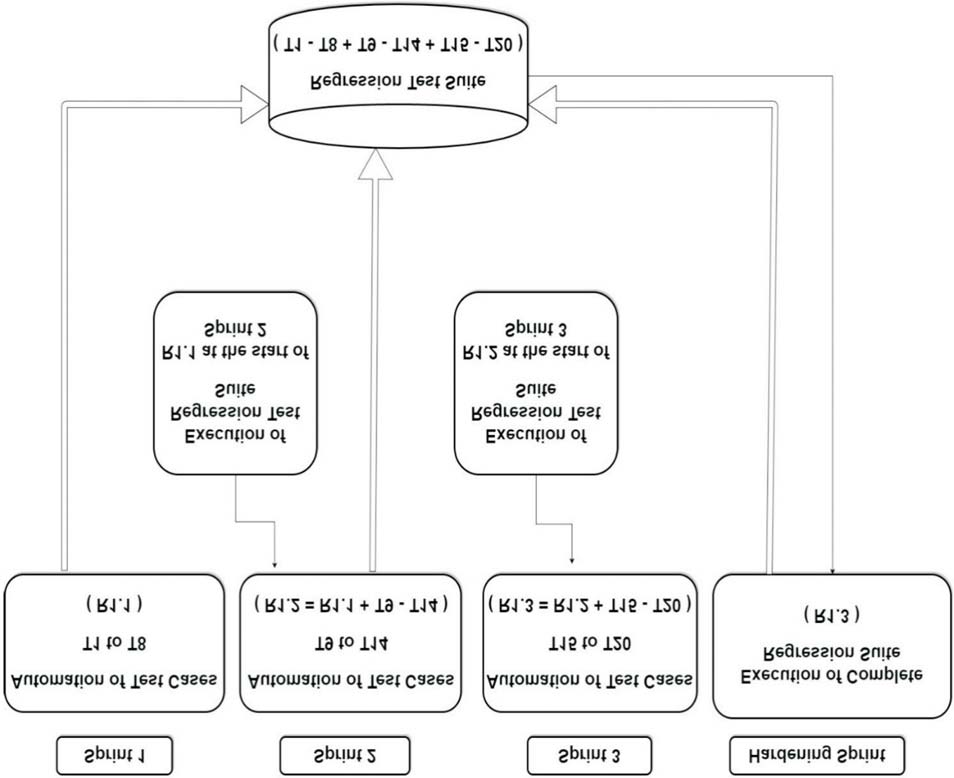 Sprint 1
Sprint 2
Sprint 3
Hardening Sprint
Automation of Test Cases
T1 to T8
( R1.1 )
Automation of Test Cases
T9 to T14
( R1.2 = R1.1 + T9 - T14 )
Automation of Test Cases
T15 to T20
( R1.3 = R1.2 + T15 - T20 )
Execution of Complete
Regression Suite
( R1.3 )
Execution of
Regression Test
Suite
R1.1 at the start of
Sprint 2
Execution of
Regression Test
Suite
R1.2 at the start of
Sprint 3
Regression Test Suite
( T1 - T8 + T9 - T14 + T15 - T20 )